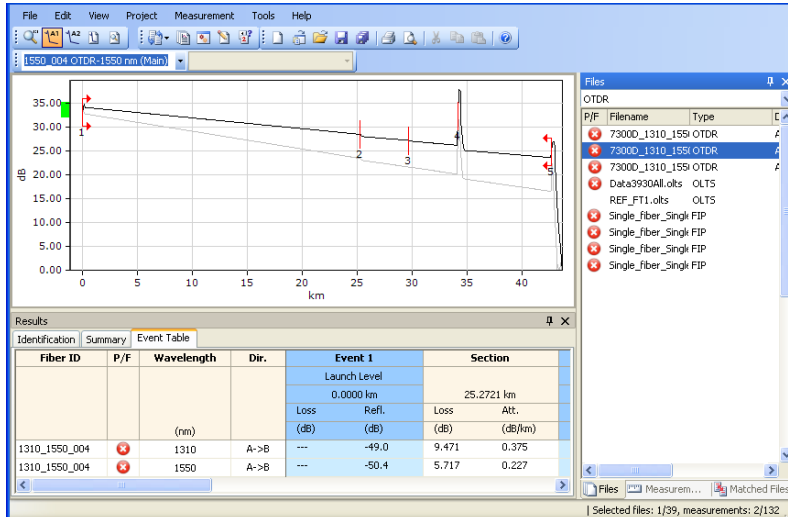 File Edit View Project Measurement Tools Help
A1 A2
1550_004 OTDR-1550 nm (Main)
35.00
30.00
25.00
20.00
15.00
10.00
5.00
0.00
dB
1 2 3 4 5
0 5 10 15 20 25 30 35 40
km
Results
Identification Summary Event Table
Fiber ID P/F Wavelength Dir. Event 1 Section
Launch Level
0.0000 km 25.2721 km
Loss Refl. Loss Att.
(nm) (dB) (dB) (dB) (dB/km)
1310_1550_004 1310 A->B --- -49.0 9.471 0.375
1310_1550_004 1550 A->B --- -50.4 5.717 0.227
Files
OTDR
P/F Filename Type D
7300D_1310_155( OTDR A
7300D_1310_155( OTDR A
7300D_1310_155( OTDR A
Data3930All.olts OLTS
REF_FT1.olts OLTS
Single_fiber_Single FIP
Single_fiber_Single FIP
Single_fiber_Single FIP
Single_fiber_Single FIP
Files Measurem... Matched Files
Selected files: 1/39, measurements: 2/132